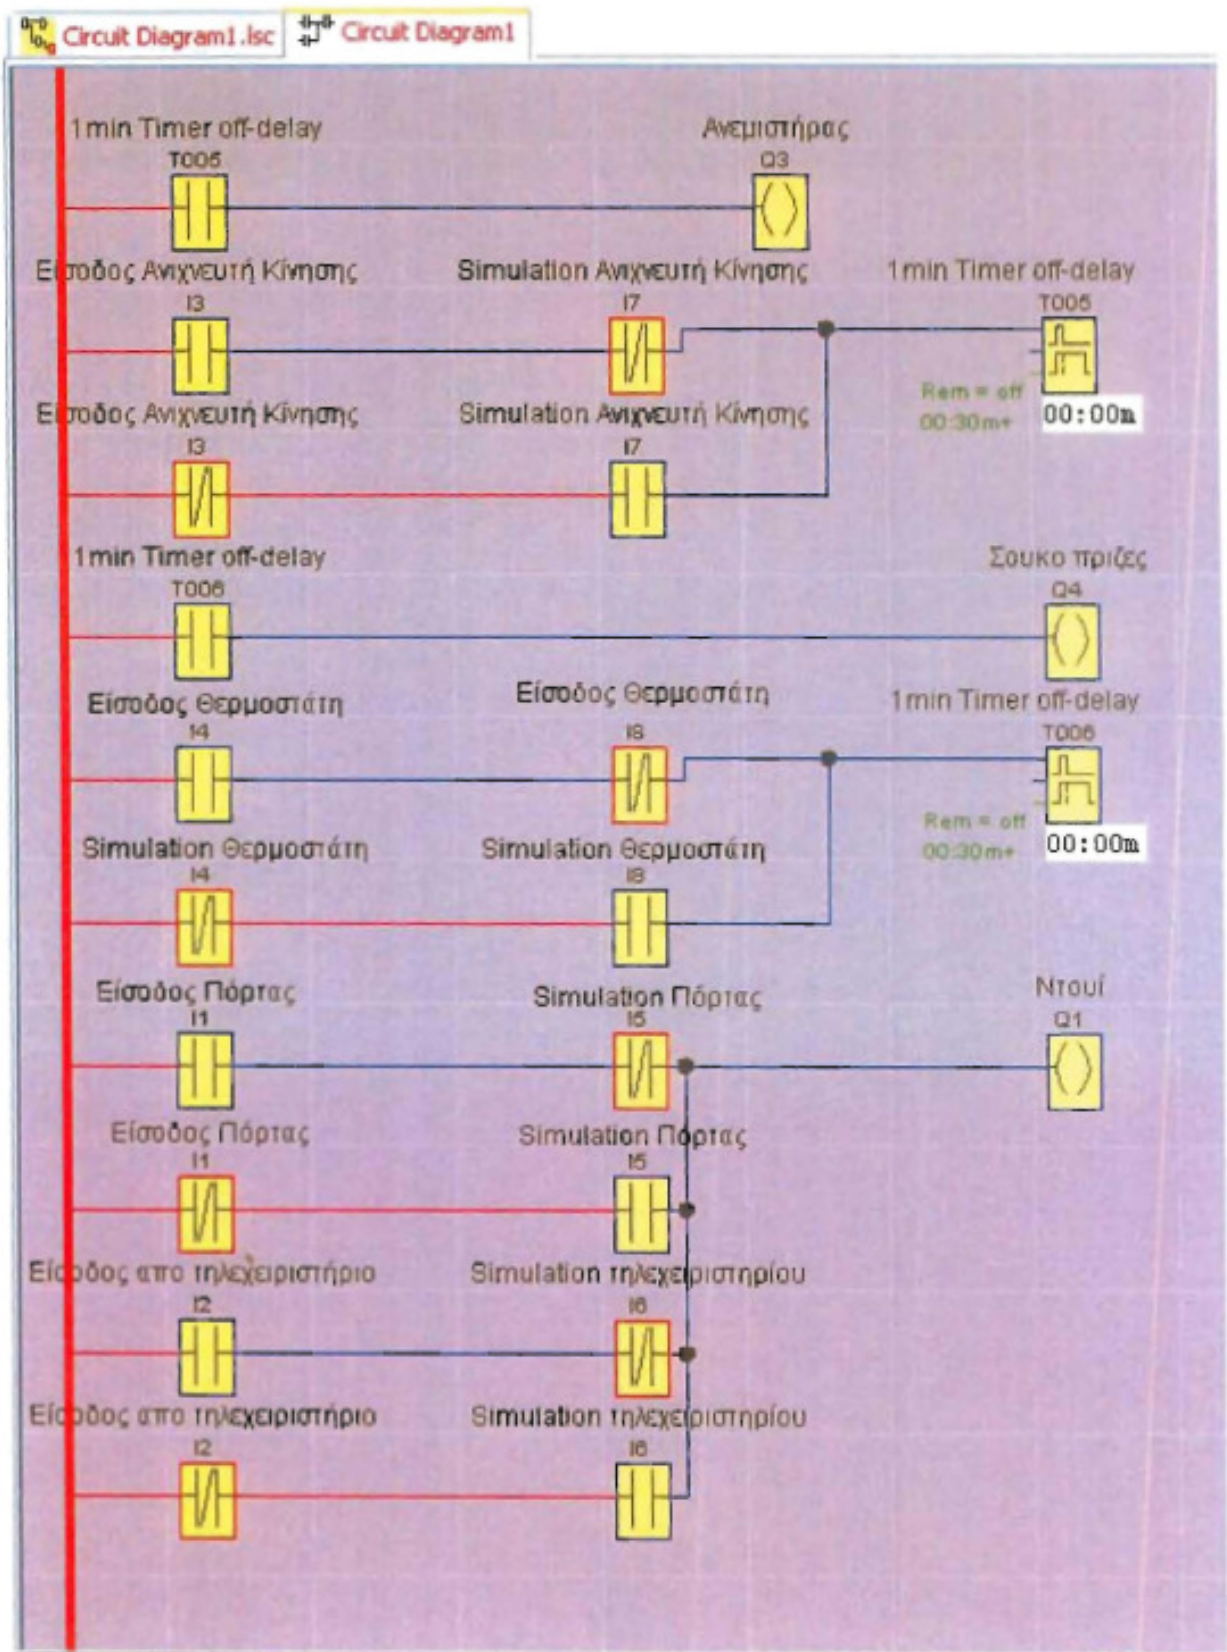 Circuit Diagram1.lsc Circuit Diagram1
1min Timer off-delay Ανεμιστήρας
T005 Q3
Είσοδος Ανιχνευτή Κίνησης Simulation Ανιχνευτή Κίνησης 1min Timer off-delay
I3 I7 T005
Rem = off
00:30m+ 00:00m
Είσοδος Ανιχνευτή Κίνησης Simulation Ανιχνευτή Κίνησης
I3 I7
1min Timer off-delay Σουκο πριζες
T006 Q4
Είσοδος Θερμοστάτη Είσοδος Θερμοστάτη 1min Timer off-delay
I4 I8 T006
Rem = off
00:30m+ 00:00m
Simulation Θερμοστάτη Simulation Θερμοστάτη
I4 I8
Είσοδος Πόρτας Simulation Πόρτας Ντουί
I1 I5 Q1
Είσοδος Πόρτας Simulation Πόρτας
I1 I5
Είσοδος απο τηλεχειριστήριο Simulation τηλεχειριστηρίου
I2 I6
Είσοδος απο τηλεχειριστήριο Simulation τηλεχειριστηρίου
I2 I6